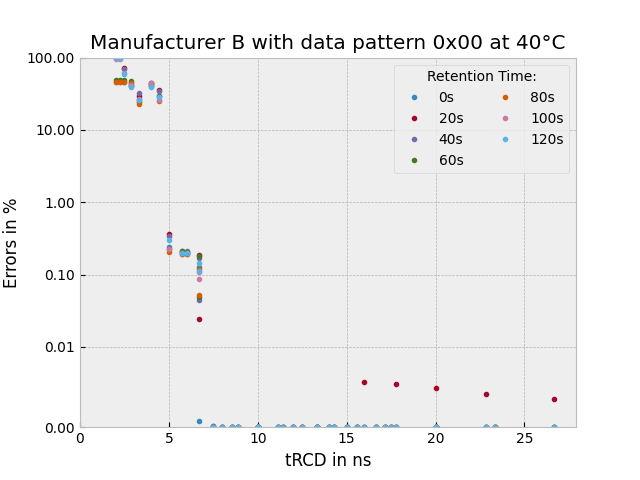 Manufacturer B with data pattern 0x00 at 40°C
100.00
10.00
1.00
0.10
0.01
0.00
Errors in %
Retention Time:
0s
20s
40s
60s
80s
100s
120s
0 5 10 15 20 25
tRCD in ns